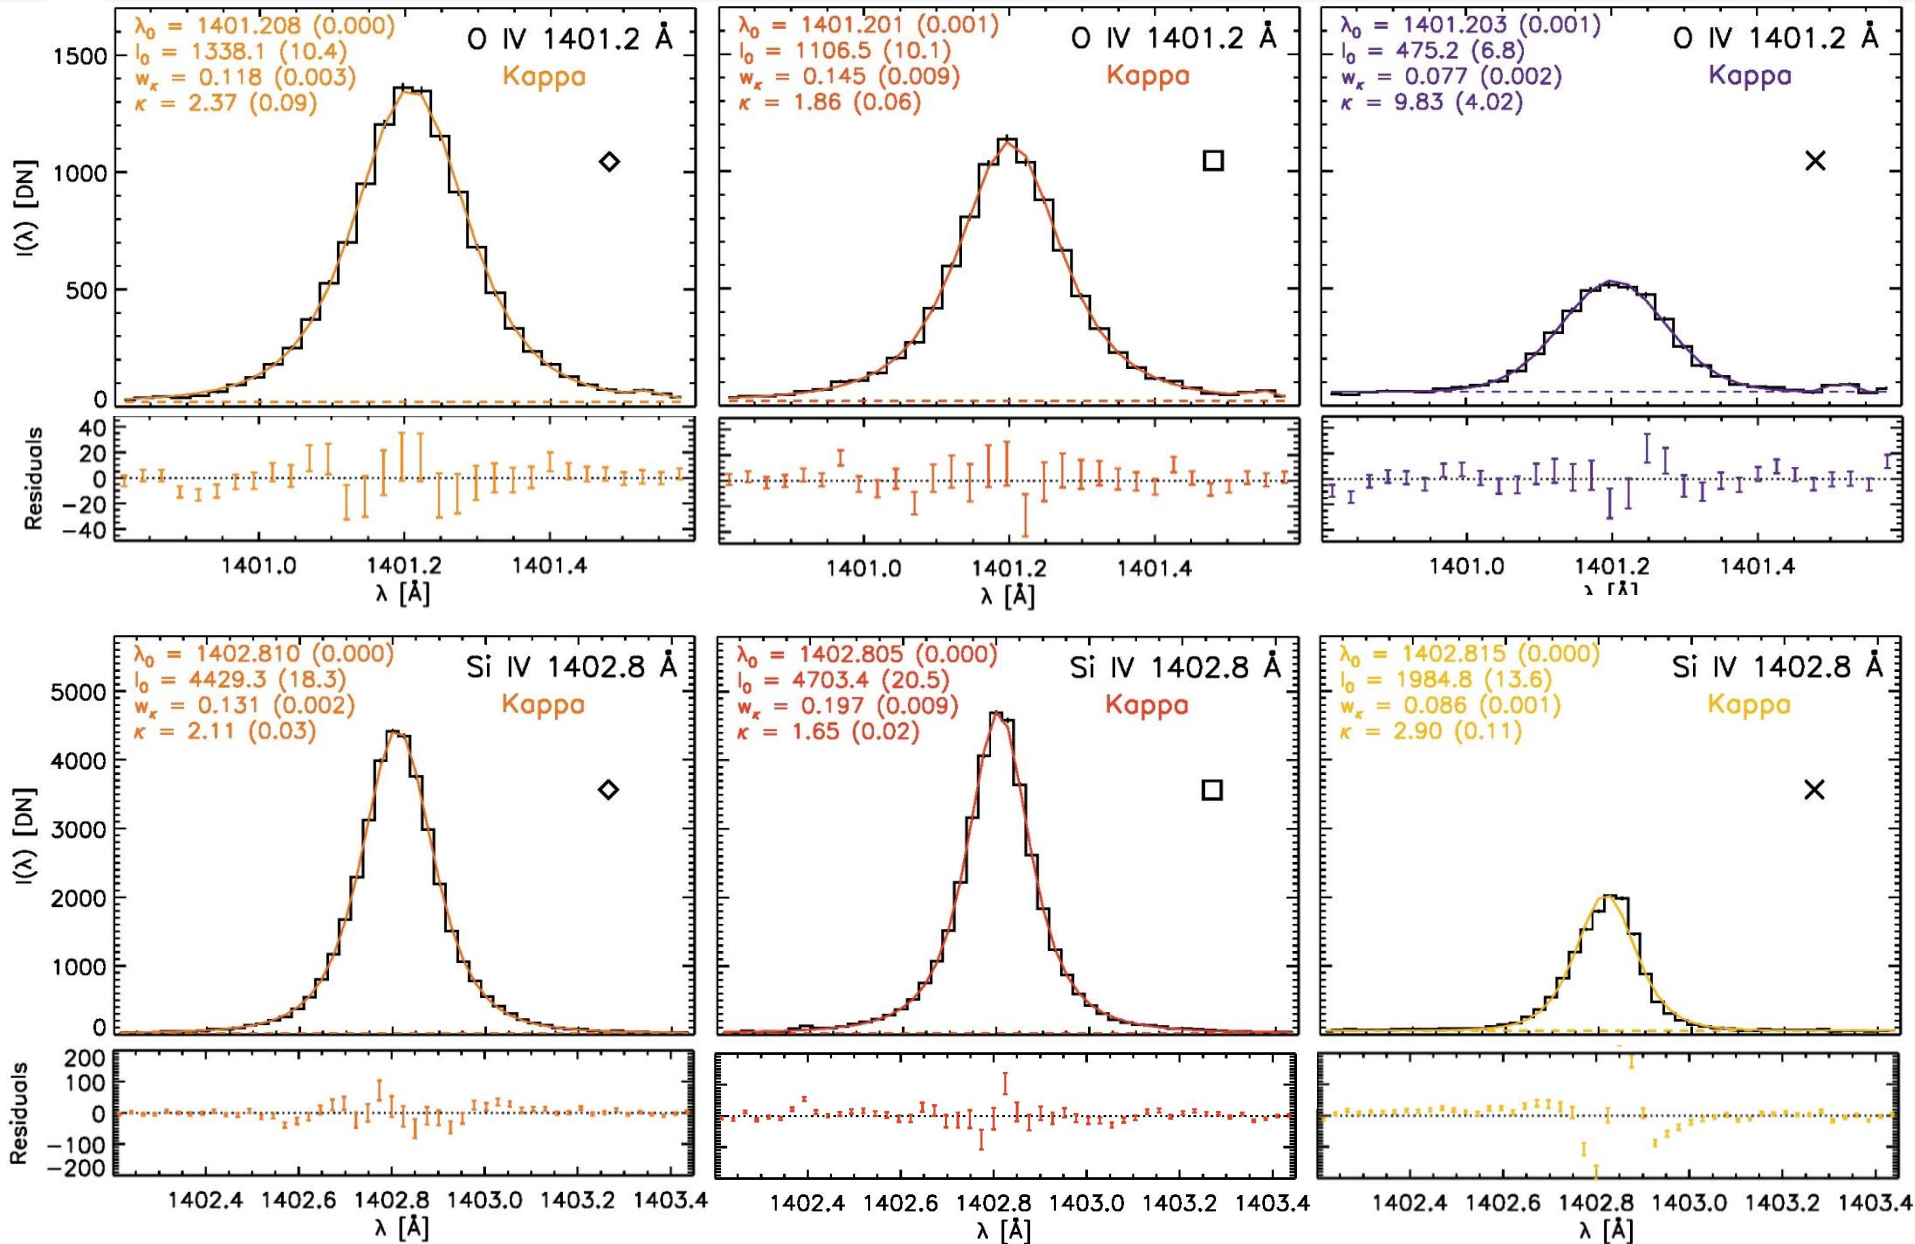 λ₀ = 1401.208 (0.000)
I₀ = 1338.1 (10.4)
wκ = 0.118 (0.003)
κ = 2.37 (0.09)
O IV 1401.2 Å
Kappa
λ₀ = 1401.201 (0.001)
I₀ = 1106.5 (10.1)
wκ = 0.145 (0.009)
κ = 1.86 (0.06)
O IV 1401.2 Å
Kappa
λ₀ = 1401.203 (0.001)
I₀ = 475.2 (6.8)
wκ = 0.077 (0.002)
κ = 9.83 (4.02)
O IV 1401.2 Å
Kappa
I(λ) [DN]
1500
1000
500
0
Residuals
40
20
0
−20
−40
1401.0 1401.2 1401.4
λ [Å]
1401.0 1401.2 1401.4
λ [Å]
1401.0 1401.2 1401.4
λ [Å]
λ₀ = 1402.810 (0.000)
I₀ = 4429.3 (18.3)
wκ = 0.131 (0.002)
κ = 2.11 (0.03)
Si IV 1402.8 Å
Kappa
λ₀ = 1402.805 (0.000)
I₀ = 4703.4 (20.5)
wκ = 0.197 (0.009)
κ = 1.65 (0.02)
Si IV 1402.8 Å
Kappa
λ₀ = 1402.815 (0.000)
I₀ = 1984.8 (13.6)
wκ = 0.086 (0.001)
κ = 2.90 (0.11)
Si IV 1402.8 Å
Kappa
I(λ) [DN]
5000
4000
3000
2000
1000
0
Residuals
200
100
0
−100
−200
1402.4 1402.6 1402.8 1403.0 1403.2 1403.4
λ [Å]
1402.4 1402.6 1402.8 1403.0 1403.2 1403.4
λ [Å]
1402.4 1402.6 1402.8 1403.0 1403.2 1403.4
λ [Å]